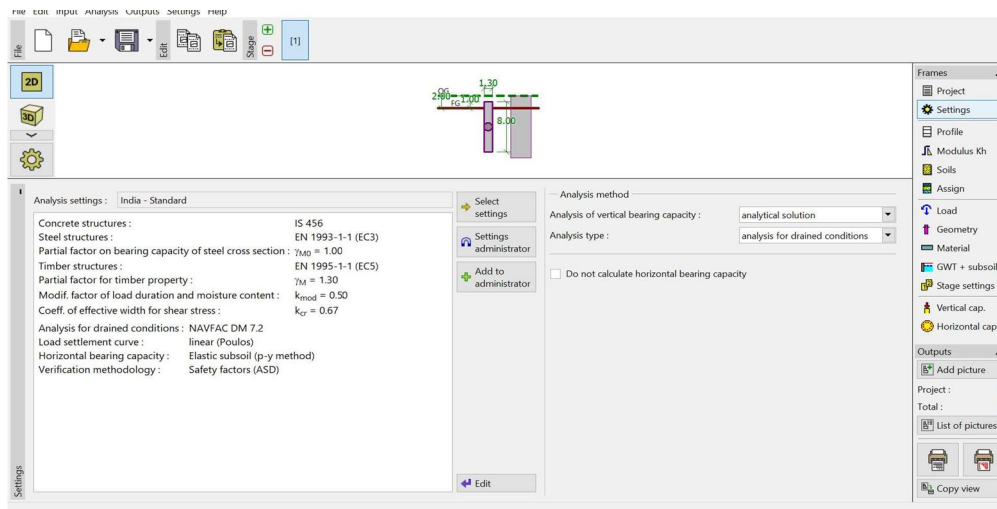 File Edit Input Analysis Outputs Settings Help
File
Edit
Stage
[1]
2D
3D
1.30
OG
2.00
1.00
FG
8.00
Frames
Project
Settings
Profile
Modulus Kh
Soils
Assign
Load
Geometry
Material
GWT + subsoil
Stage settings
Vertical cap.
Horizontal cap
Outputs
Add picture
Project :
Total :
List of pictures
Copy view
Settings
Analysis settings : India - Standard
Concrete structures : IS 456
Steel structures : EN 1993-1-1 (EC3)
Partial factor on bearing capacity of steel cross section : γM0 = 1.00
Timber structures : EN 1995-1-1 (EC5)
Partial factor for timber property : γM = 1.30
Modif. factor of load duration and moisture content : kmod = 0.50
Coeff. of effective width for shear stress : kcr = 0.67
Analysis for drained conditions : NAVFAC DM 7.2
Load settlement curve : linear (Poulos)
Horizontal bearing capacity : Elastic subsoil (p-y method)
Verification methodology : Safety factors (ASD)
Select
settings
Settings
administrator
Add to
administrator
Edit
Analysis method
Analysis of vertical bearing capacity : analytical solution
Analysis type : analysis for drained conditions
Do not calculate horizontal bearing capacity